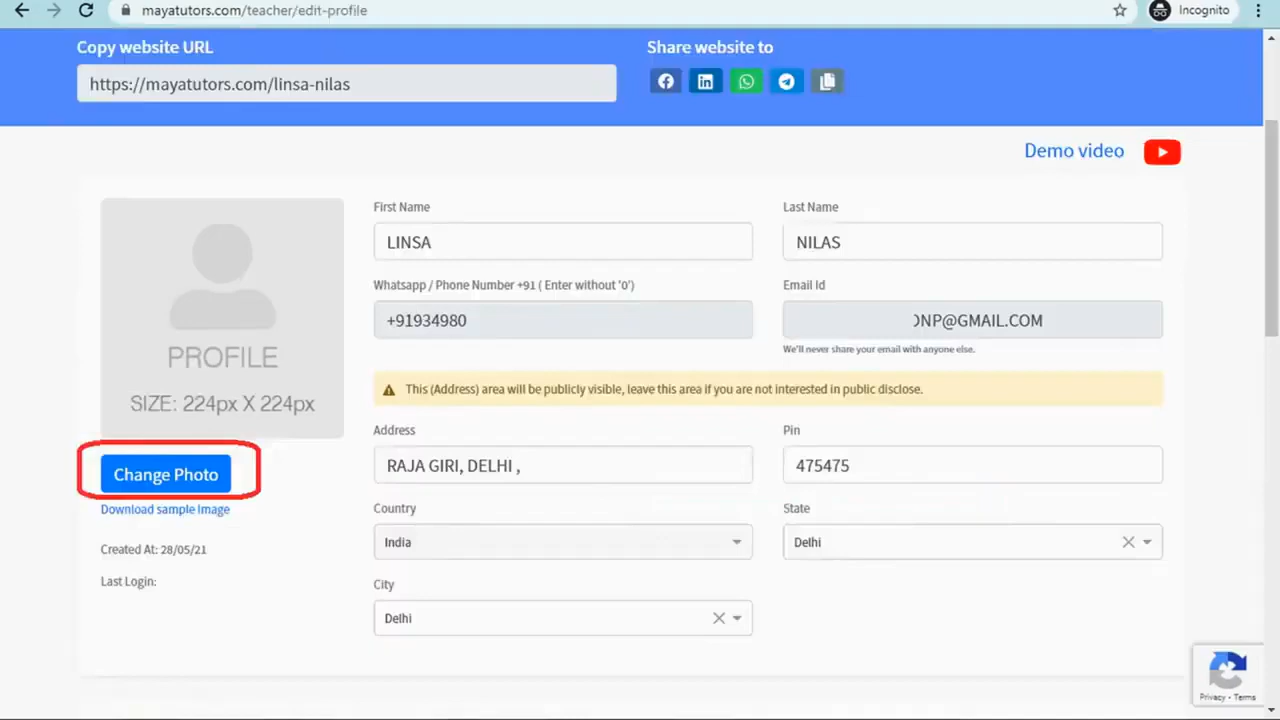 mayatutors.com/teacher/edit-profile
Incognito
Copy website URL
Share website to
https://mayatutors.com/linsa-nilas
Demo video
First Name
Last Name
LINSA
NILAS
Whatsapp / Phone Number +91 ( Enter without '0')
Email Id
+91934980
NP@GMAIL.COM
We'll never share your email with anyone else.
PROFILE
SIZE: 224px X 224px
This (Address) area will be publicly visible, leave this area if you are not interested in public disclose.
Address
Pin
RAJA GIRI, DELHI ,
475475
Change Photo
Download sample Image
Country
State
India
Delhi
Created At: 28/05/21
Last Login:
City
Delhi
Privacy - Terms